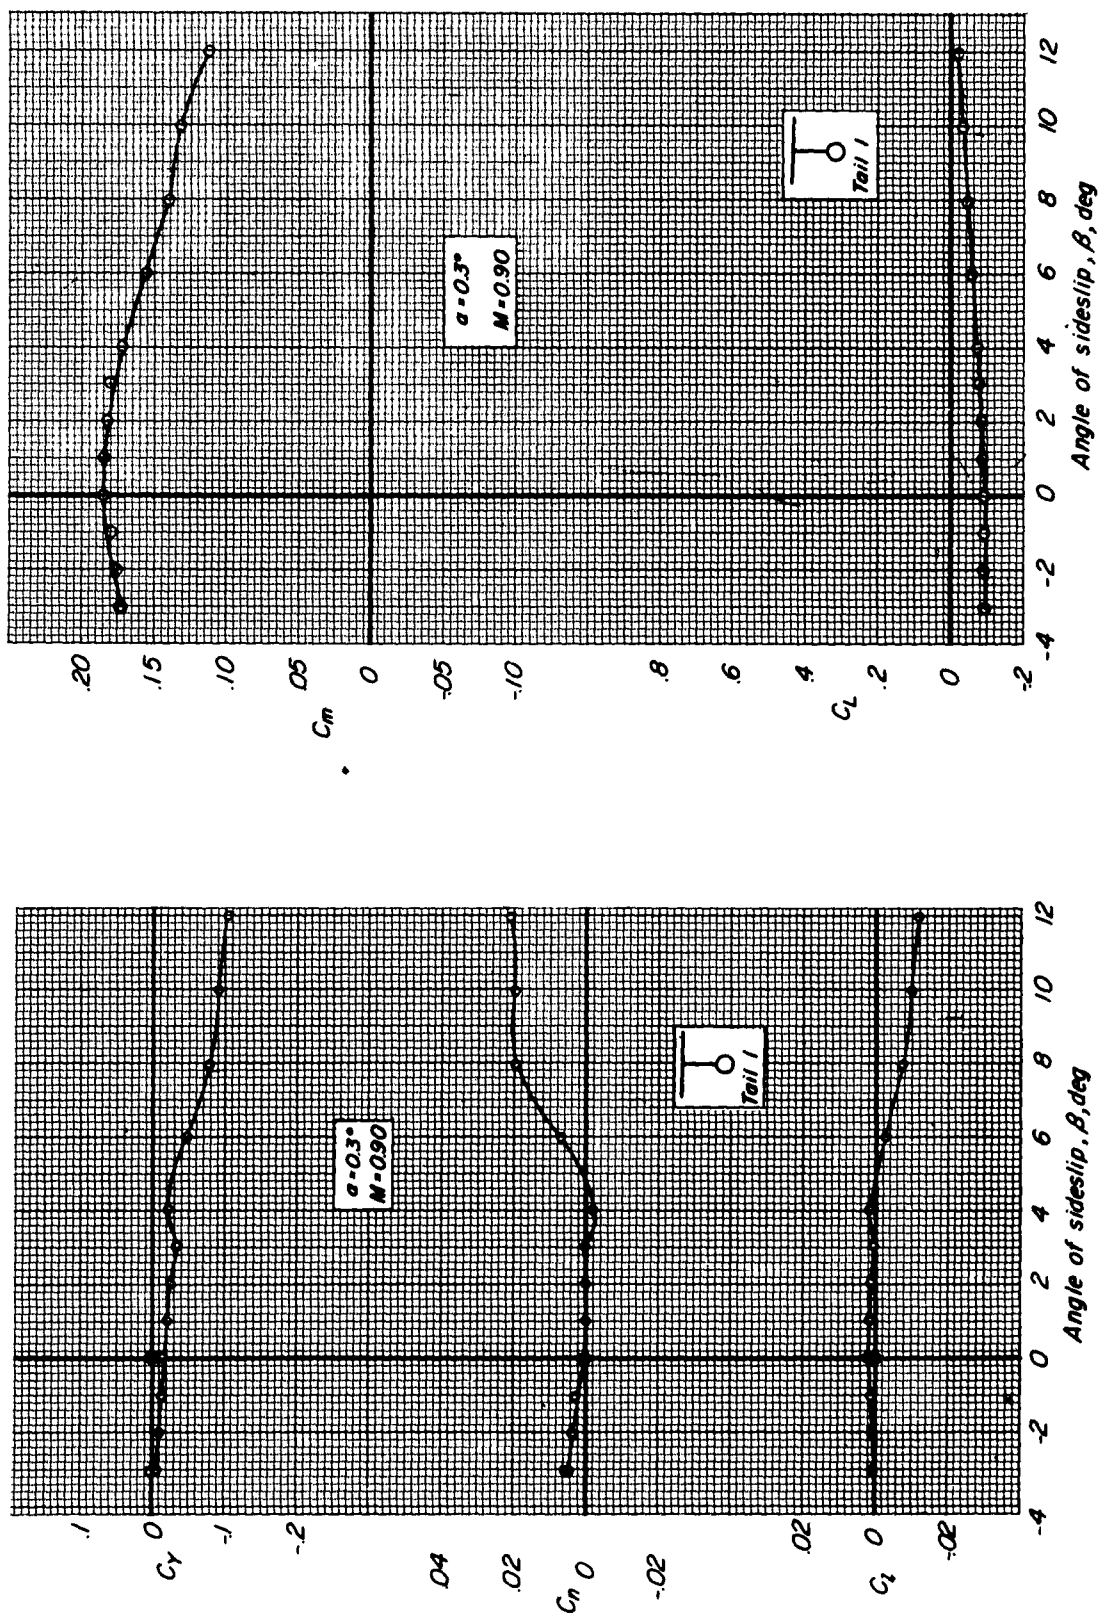 .20
.15
.10
.05
0
-.05
-.10
C_m
.8
.6
.4
.2
0
-.2
C_L
α = 0.3°
M = 0.90
Tail 1
-4 -2 0 2 4 6 8 10 12
Angle of sideslip, β, deg
.1
0
-.1
-.2
C_Y
.04
.02
0
-.02
C_n
.02
0
-.02
C_l
α = 0.3°
M = 0.90
Tail 1
-4 -2 0 2 4 6 8 10 12
Angle of sideslip, β, deg